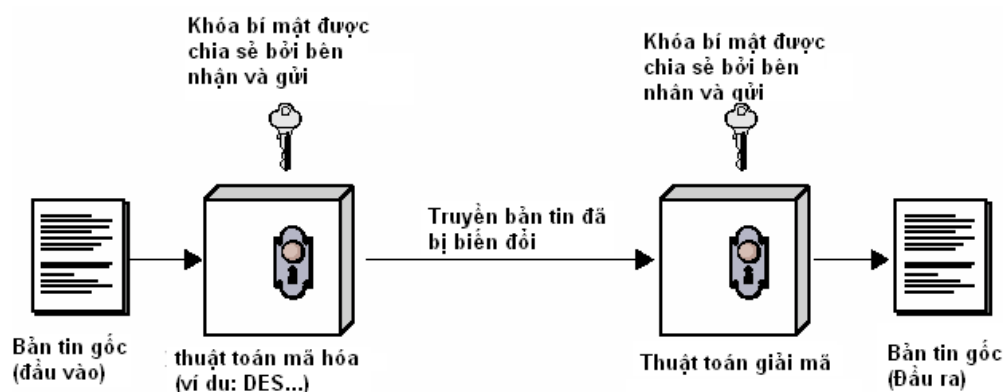 Khóa bí mật được
chia sẻ bởi bên
nhận và gửi
Khóa bí mật được
chia sẻ bởi bên
nhân và gửi
Truyền bản tin đã
bị biến đổi
Bản tin gốc
(đầu vào)
thuật toán mã hóa
(ví dụ: DES...)
Thuật toán giải mã
Bản tin gốc
(Đầu ra)